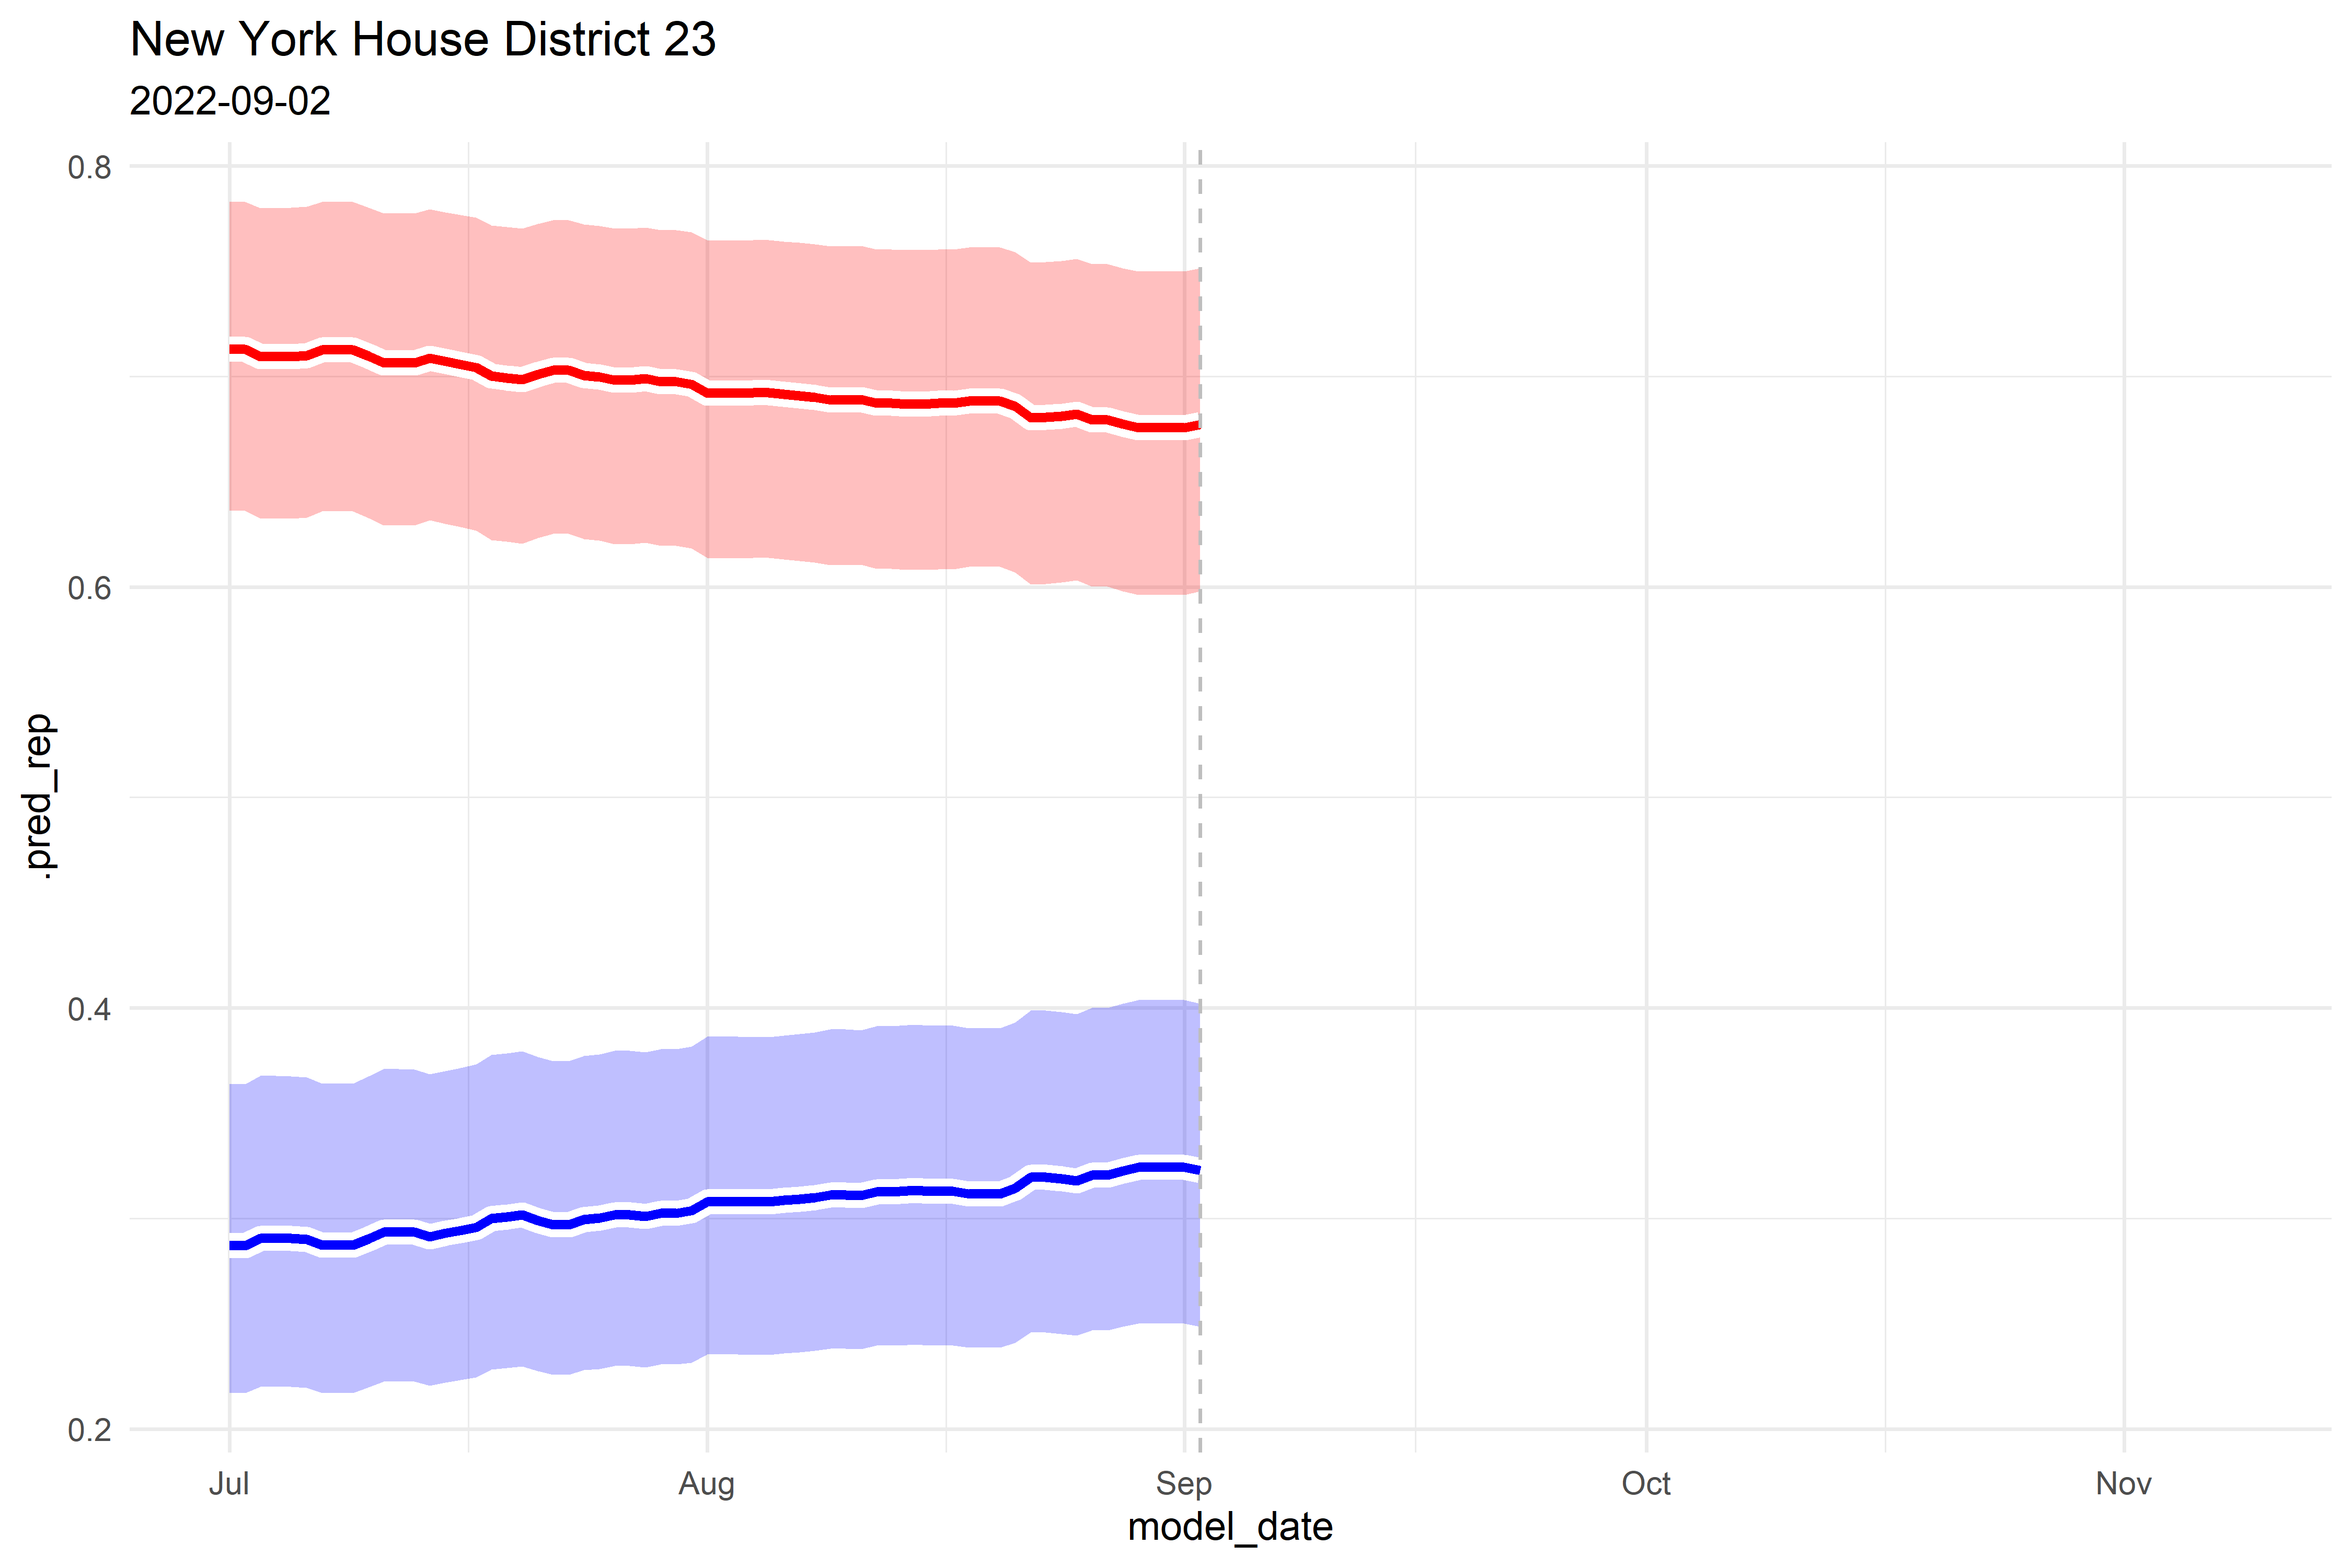 New York House District 23
2022-09-02
0.8
0.6
0.4
0.2
.pred_rep
Jul Aug Sep Oct Nov
model_date